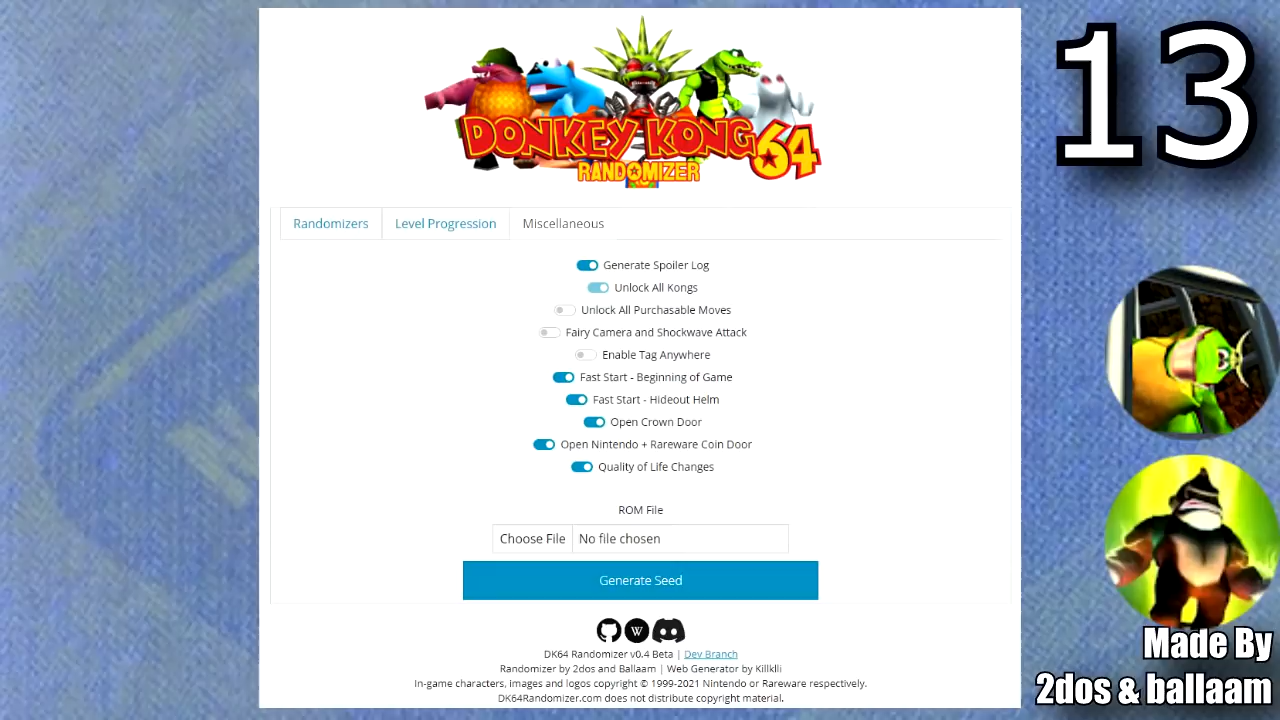 13
DONKEY KONG 64
RANDOMIZER
Randomizers
Level Progression
Miscellaneous
Generate Spoiler Log
Unlock All Kongs
Unlock All Purchasable Moves
Fairy Camera and Shockwave Attack
Enable Tag Anywhere
Fast Start - Beginning of Game
Fast Start - Hideout Helm
Open Crown Door
Open Nintendo + Rareware Coin Door
Quality of Life Changes
ROM File
Choose File No file chosen
Generate Seed
W
DK64 Randomizer v0.4 Beta | Dev Branch
Randomizer by 2dos and Ballaam | Web Generator by Killklli
In-game characters, images and logos copyright © 1999-2021 Nintendo or Rareware respectively.
DK64Randomizer.com does not distribute copyright material.
Made By
2dos & ballaam